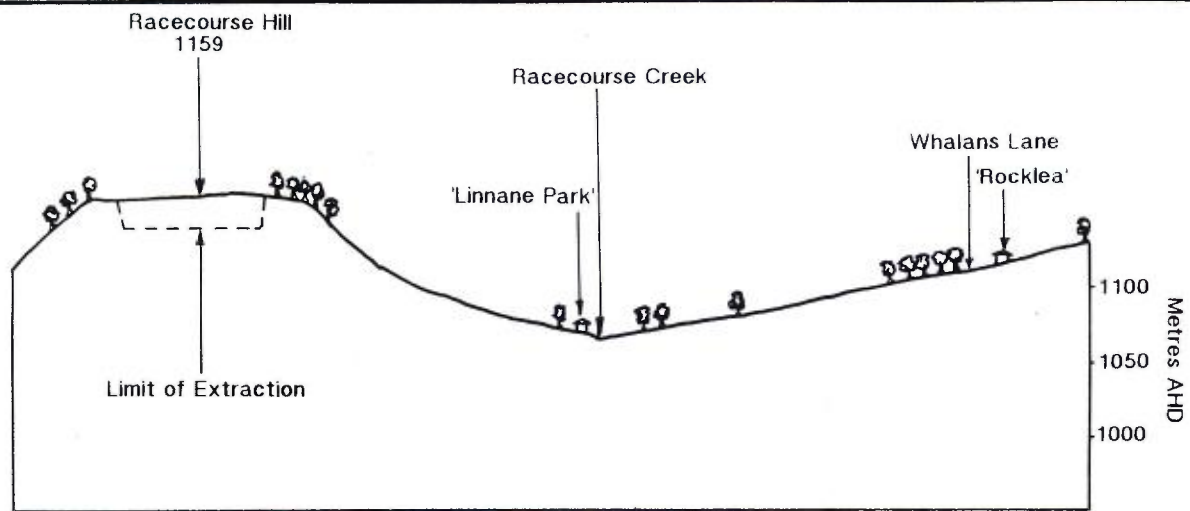 Racecourse Hill
1159
Racecourse Creek
Whalans Lane
'Rocklea'
'Linnane Park'
Limit of Extraction
1100
1050
1000
Metres AHD